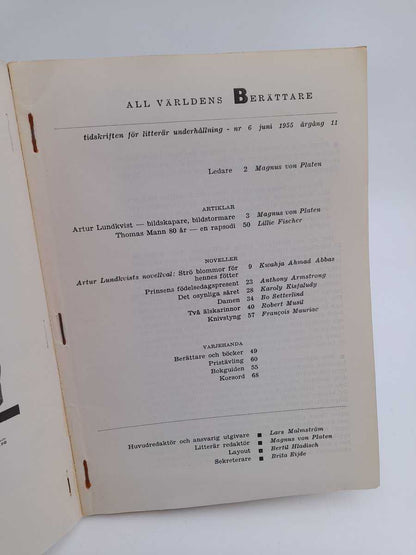 ALL VÄRLDENS BERÄTTARE
tidskriften för litterär underhållning - nr 6 juni 1955 årgång 11
Ledare 2 Magnus von Platen
ARTIKLAR
Artur Lundkvist — bildskapare, bildstormare 3 Magnus von Platen
Thomas Mann 80 år — en rapsodi 50 Lillie Fischer
NOVELLER
Artur Lundkvists novellval: Strö blommor för
hennes fötter 9 Kwahja Ahmad Abbas
Prinsens födelsedagspresent 23 Anthony Armstrong
Det osynliga såret 28 Karoly Kisfaludy
Damen 34 Bo Setterlind
Två älskarinnor 40 Robert Musil
Knivstyng 57 François Mauriac
VARJEHANDA
Berättare och böcker 49
Pristävling 60
Bokguiden 55
Korsord 68
Huvudredaktör och ansvarig utgivare ■ Lars Malmström
Litterär redaktör ■ Magnus von Platen
Layout ■ Bertil Hladisch
Sekreterare ■ Brita Evjde